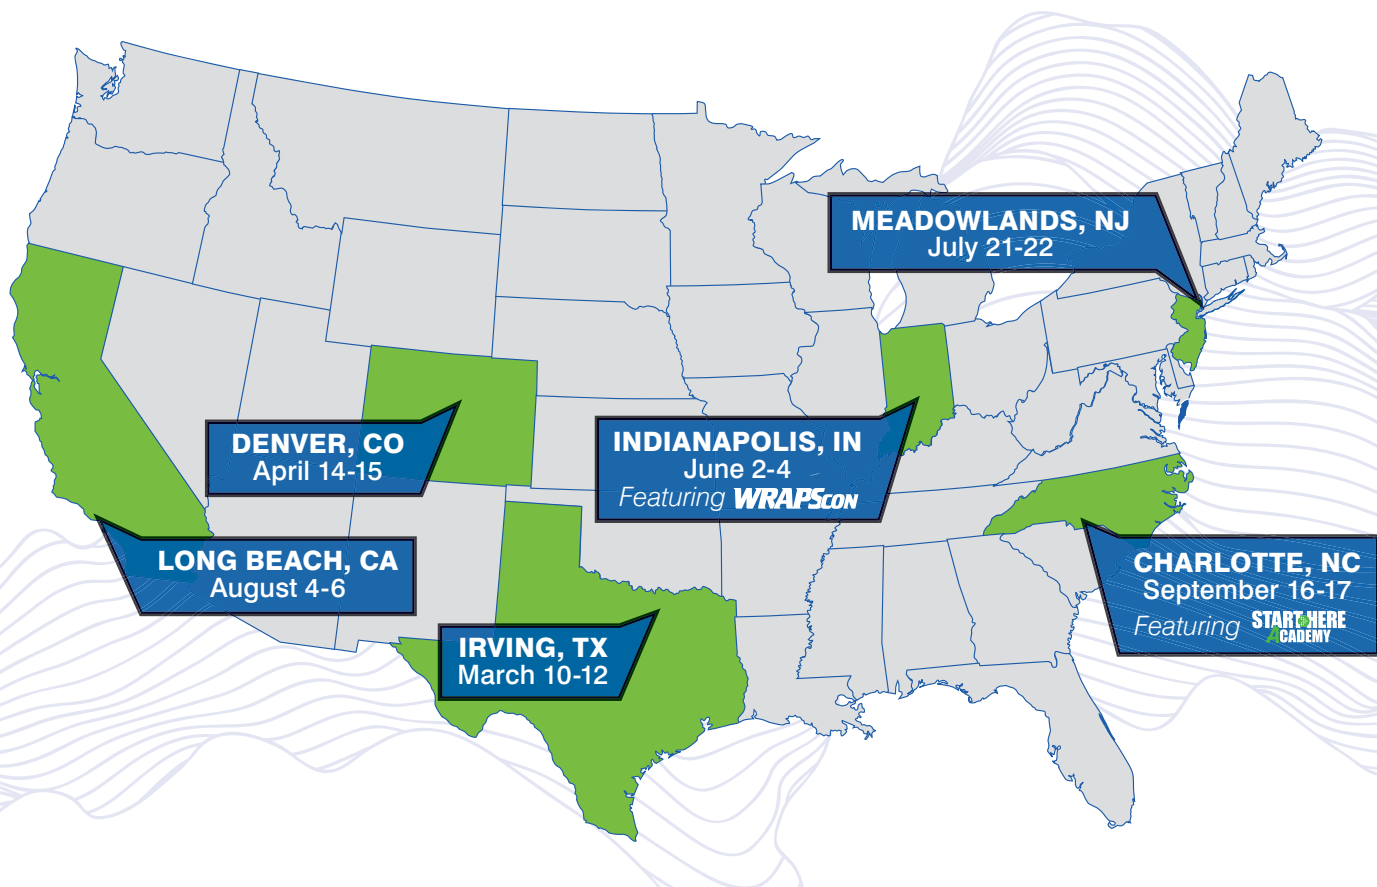 MEADOWLANDS, NJ
July 21-22
DENVER, CO
April 14-15
INDIANAPOLIS, IN
June 2-4
Featuring WRAPSCON
LONG BEACH, CA
August 4-6
CHARLOTTE, NC
September 16-17
Featuring START HERE
ACADEMY
IRVING, TX
March 10-12